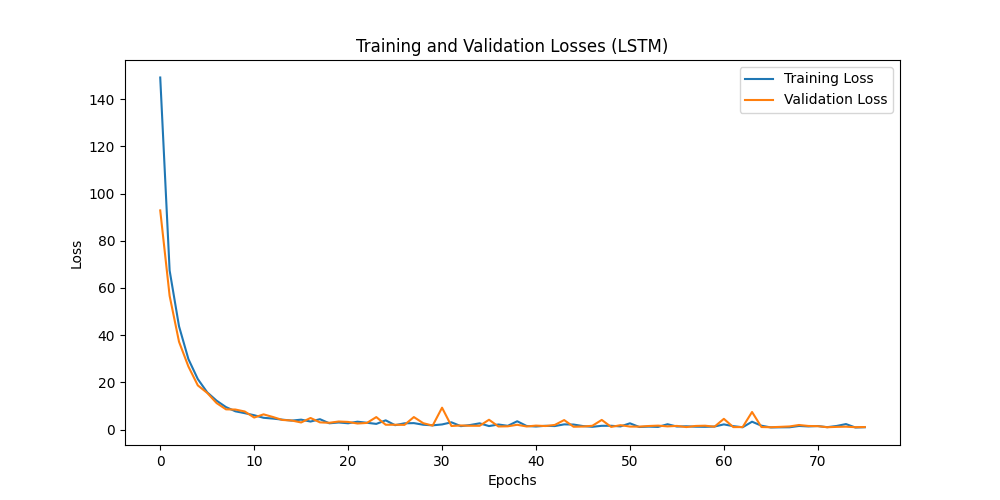 Training and Validation Losses (LSTM)
Training Loss
Validation Loss
Loss
140
120
100
80
60
40
20
0
0 10 20 30 40 50 60 70
Epochs